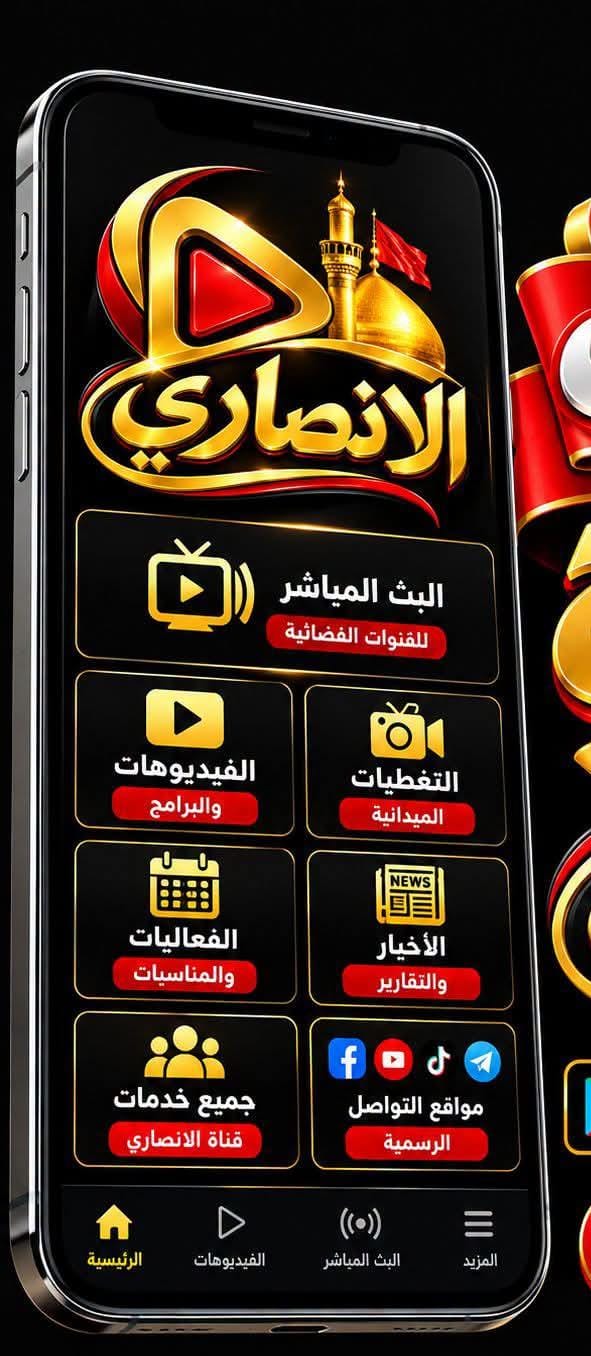 الانصاري
البث المباشر
للقنوات الفضائية
التغطيات
الميدانية
الفيديوهات
والبرامج
الأخبار
والتقارير
NEWS
الفعاليات
والمناسبات
مواقع التواصل
الرسمية
جميع خدمات
قناة الانصاري
المزيد
البث المباشر
الفيديوهات
الرئيسية